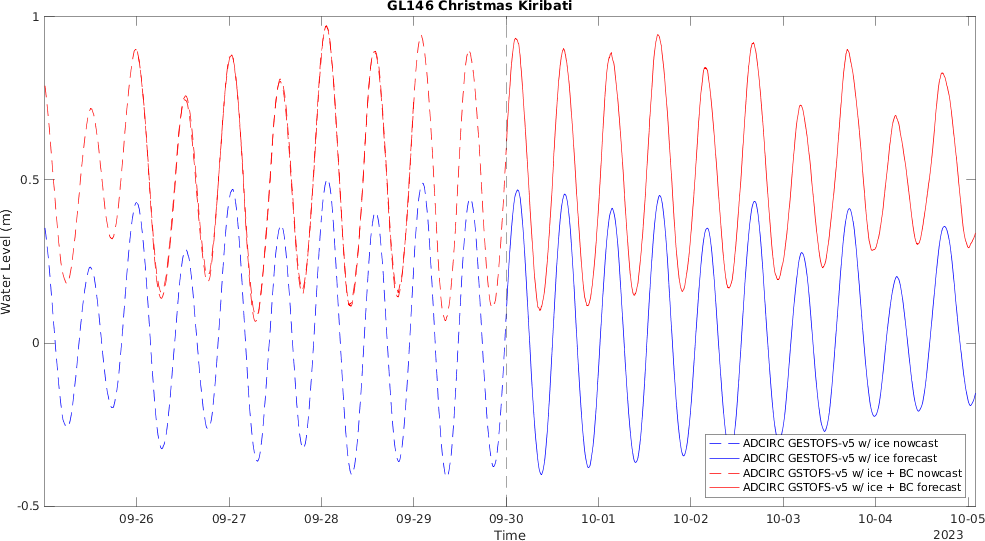 GL146 Christmas Kiribati
Water Level (m)
1
0.5
0
-0.5
09-26
09-27
09-28
09-29
09-30
10-01
10-02
10-03
10-04
10-05
2023
Time
ADCIRC GESTOFS-v5 w/ ice nowcast
ADCIRC GESTOFS-v5 w/ ice forecast
ADCIRC GSTOFS-v5 w/ ice + BC nowcast
ADCIRC GSTOFS-v5 w/ ice + BC forecast